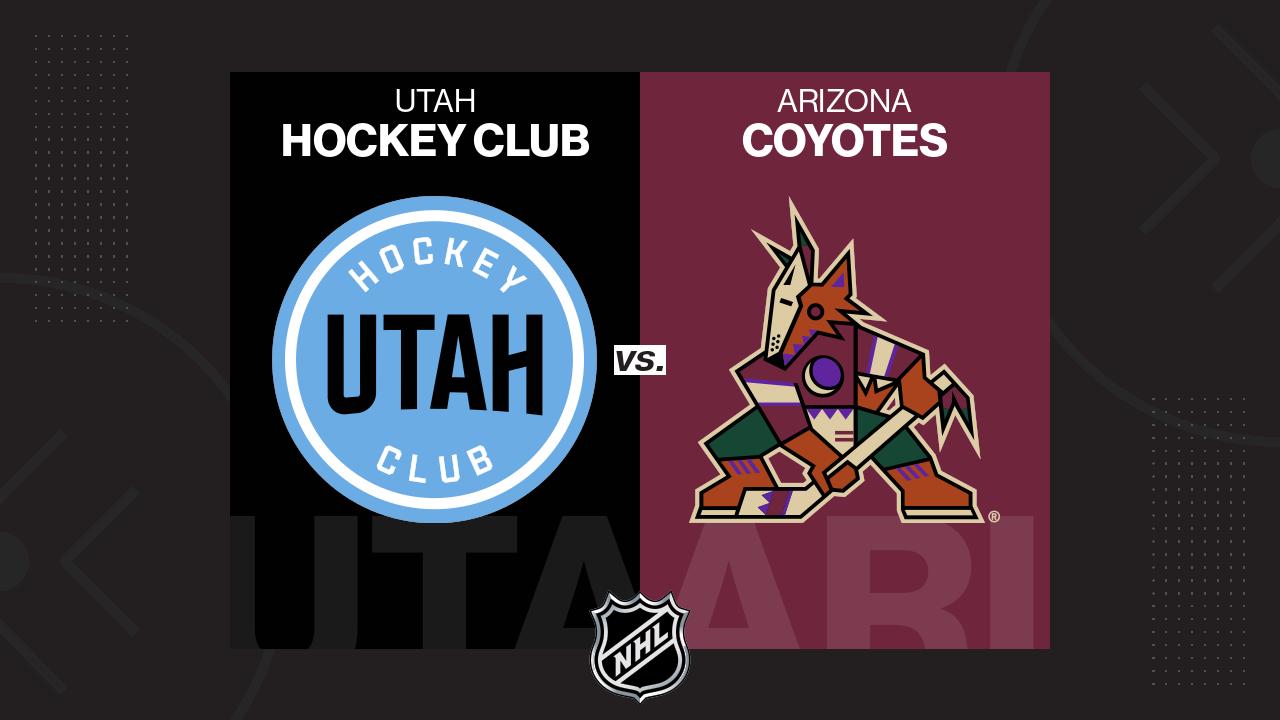 UTAH
HOCKEY CLUB
ARIZONA
COYOTES
HOCKEY
UTAH
CLUB
VS.
®
UTA
ARI
NHL